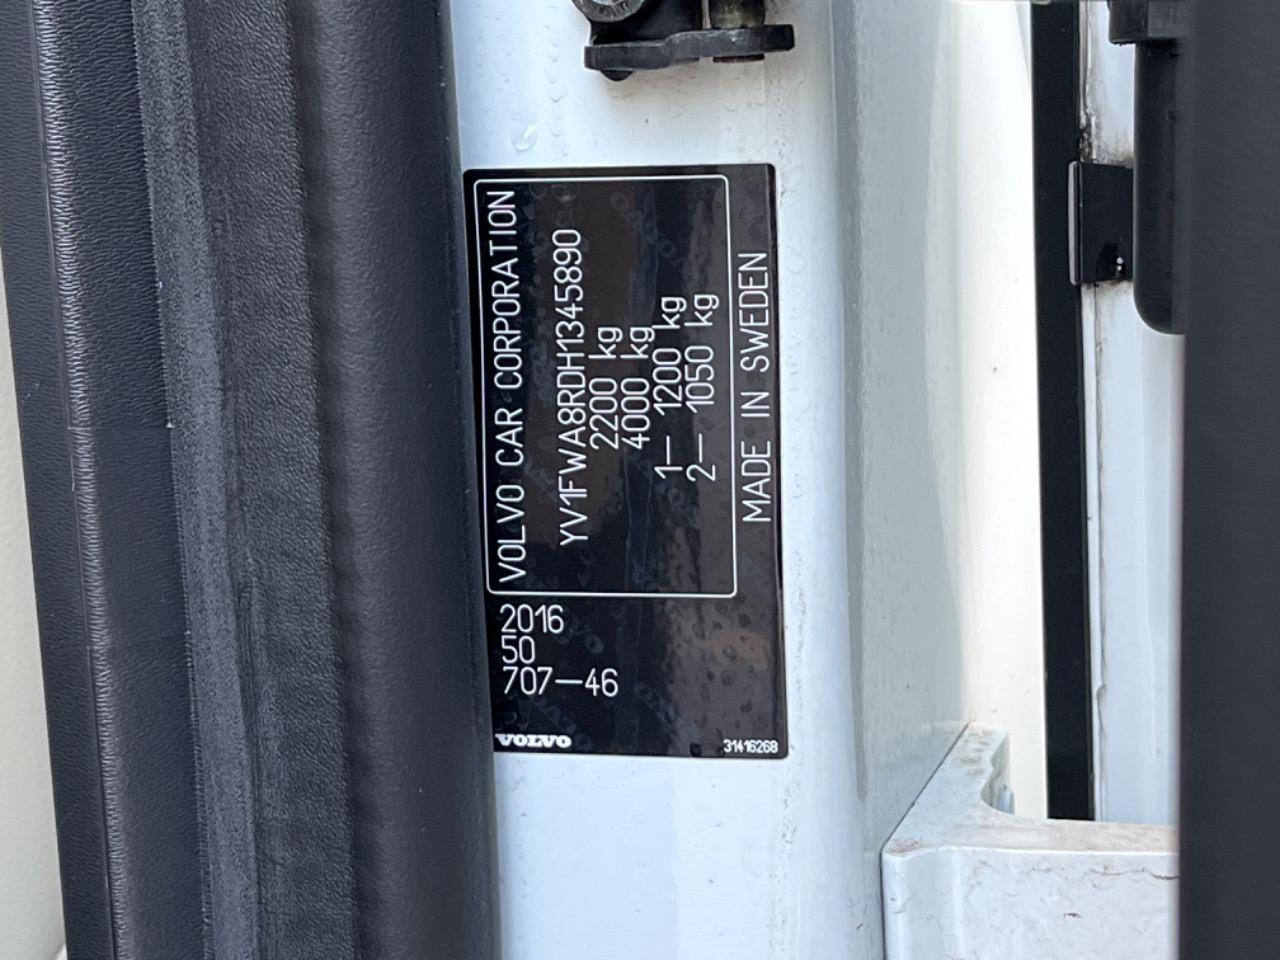 VOLVO CAR CORPORATION
YV1FWA8RDH1345890
2200 kg
4000 kg
1— 1200 kg
2— 1050 kg
MADE IN SWEDEN
2016
50
707—46
VOLVO
31416268